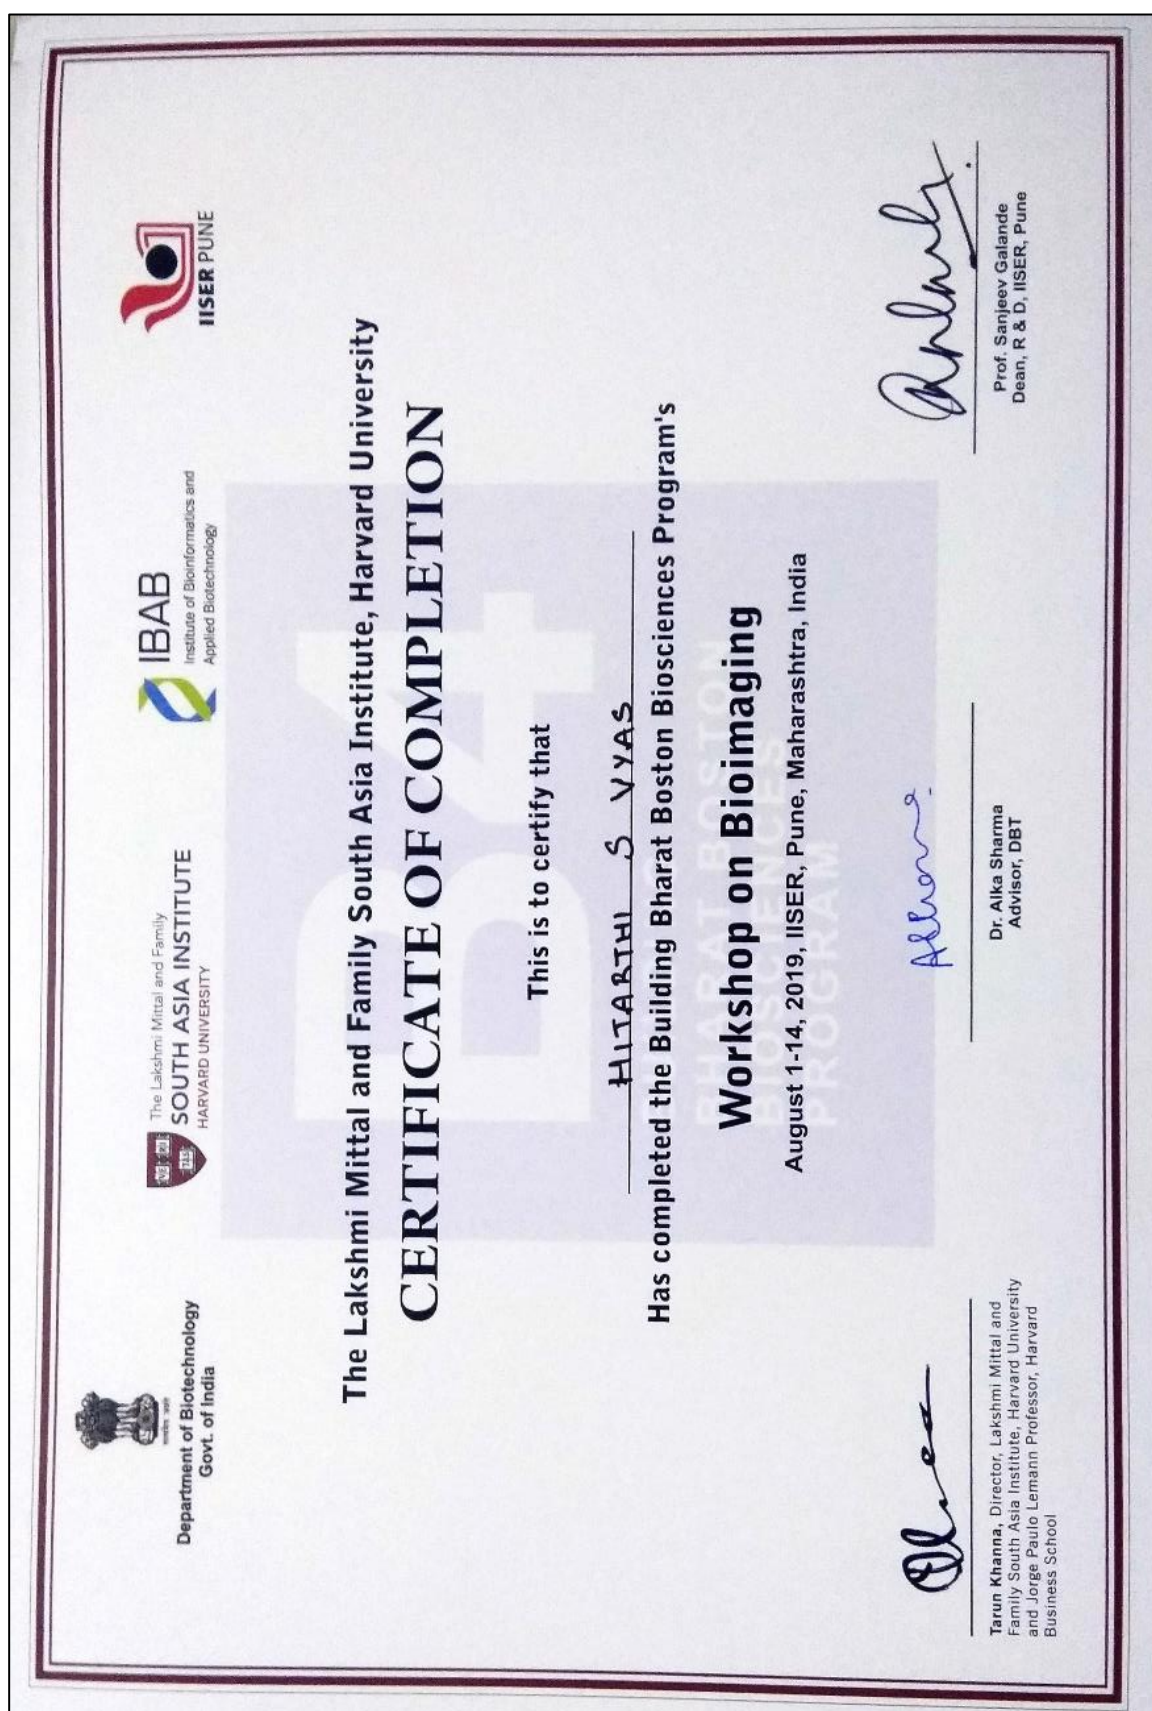 Department of Biotechnology
Govt. of India
The Lakshmi Mittal and Family
SOUTH ASIA INSTITUTE
HARVARD UNIVERSITY
VE RI
TAS
IBAB
Institute of Bioinformatics and
Applied Biotechnology
IISER PUNE
The Lakshmi Mittal and Family South Asia Institute, Harvard University
CERTIFICATE OF COMPLETION
This is to certify that
HITARTHI S VYAS
Has completed the Building Bharat Boston Biosciences Program's
Workshop on Bioimaging
August 1-14, 2019, IISER, Pune, Maharashtra, India
B4
BHARAT BOSTON
BIOSCIENCES
PROGRAM
Tarun Khanna, Director, Lakshmi Mittal and
Family South Asia Institute, Harvard University
and Jorge Paulo Lemann Professor, Harvard
Business School
Dr. Alka Sharma
Advisor, DBT
Prof. Sanjeev Galande
Dean, R & D, IISER, Pune